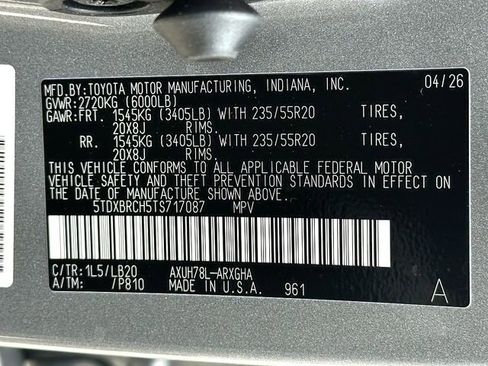 MFD.BY:TOYOTA MOTOR MANUFACTURING, INDIANA, INC. 04/26
GVWR:2720KG (6000LB)
GAWR:FRT. 1545KG (3405LB) WITH 235/55R20 TIRES,
20X8J RIMS.
RR. 1545KG (3405LB) WITH 235/55R20 TIRES,
20X8J RIMS.
THIS VEHICLE CONFORMS TO ALL APPLICABLE FEDERAL MOTOR
VEHICLE SAFETY AND THEFT PREVENTION STANDARDS IN EFFECT ON
THE DATE OF MANUFACTURE SHOWN ABOVE.
5TDXBRCH5TS717087 MPV
C/TR:1L5/LB20 AXUH78L-ARXGHA
A/TM: /P810 MADE IN U.S.A. 961 A